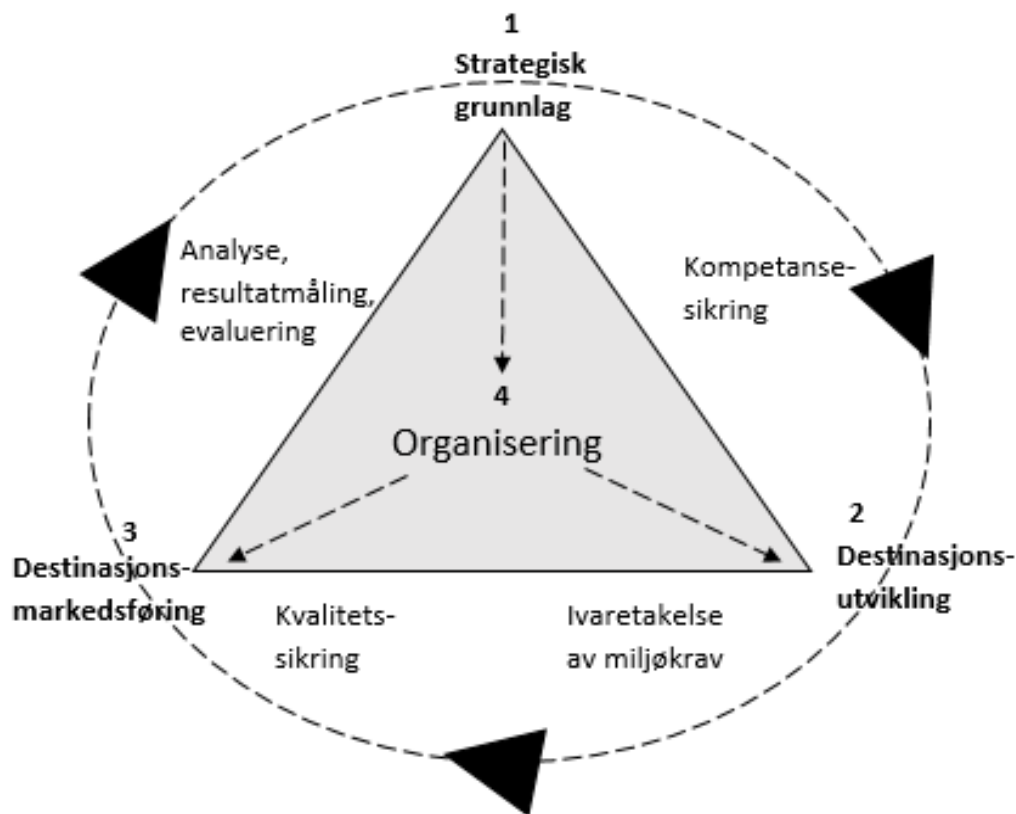 1
Strategisk
grunnlag
Analyse,
resultatmåling,
evaluering
Kompetanse-
sikring
4
Organisering
3
Destinasjons-
markedsføring
2
Destinasjons-
utvikling
Kvalitets-
sikring
Ivaretakelse
av miljøkrav